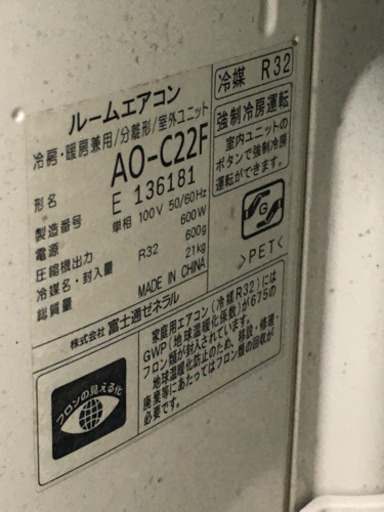 ルームエアコン
冷房・暖房兼用/分離形/室外ユニット
形名 AO-C22F
製造番号 E 136181
電源 単相 100V 50/60Hz
圧縮機出力 600W
冷媒名・封入量 R32 600g
総質量 21kg
MADE IN CHINA
株式会社 富士通ゼネラル
冷媒 R32
強制冷房運転
室内ユニットの
ボタンで強制冷房
運転ができます。
G
>PET<
フロンの見える化
家庭用エアコン(冷媒R32)には
GWP(地球温暖化係数)が675の
フロン類が封入されています。
地球温暖化防止のため、移設・修理・
廃棄等にあたってはフロン類の回収が
必要です。